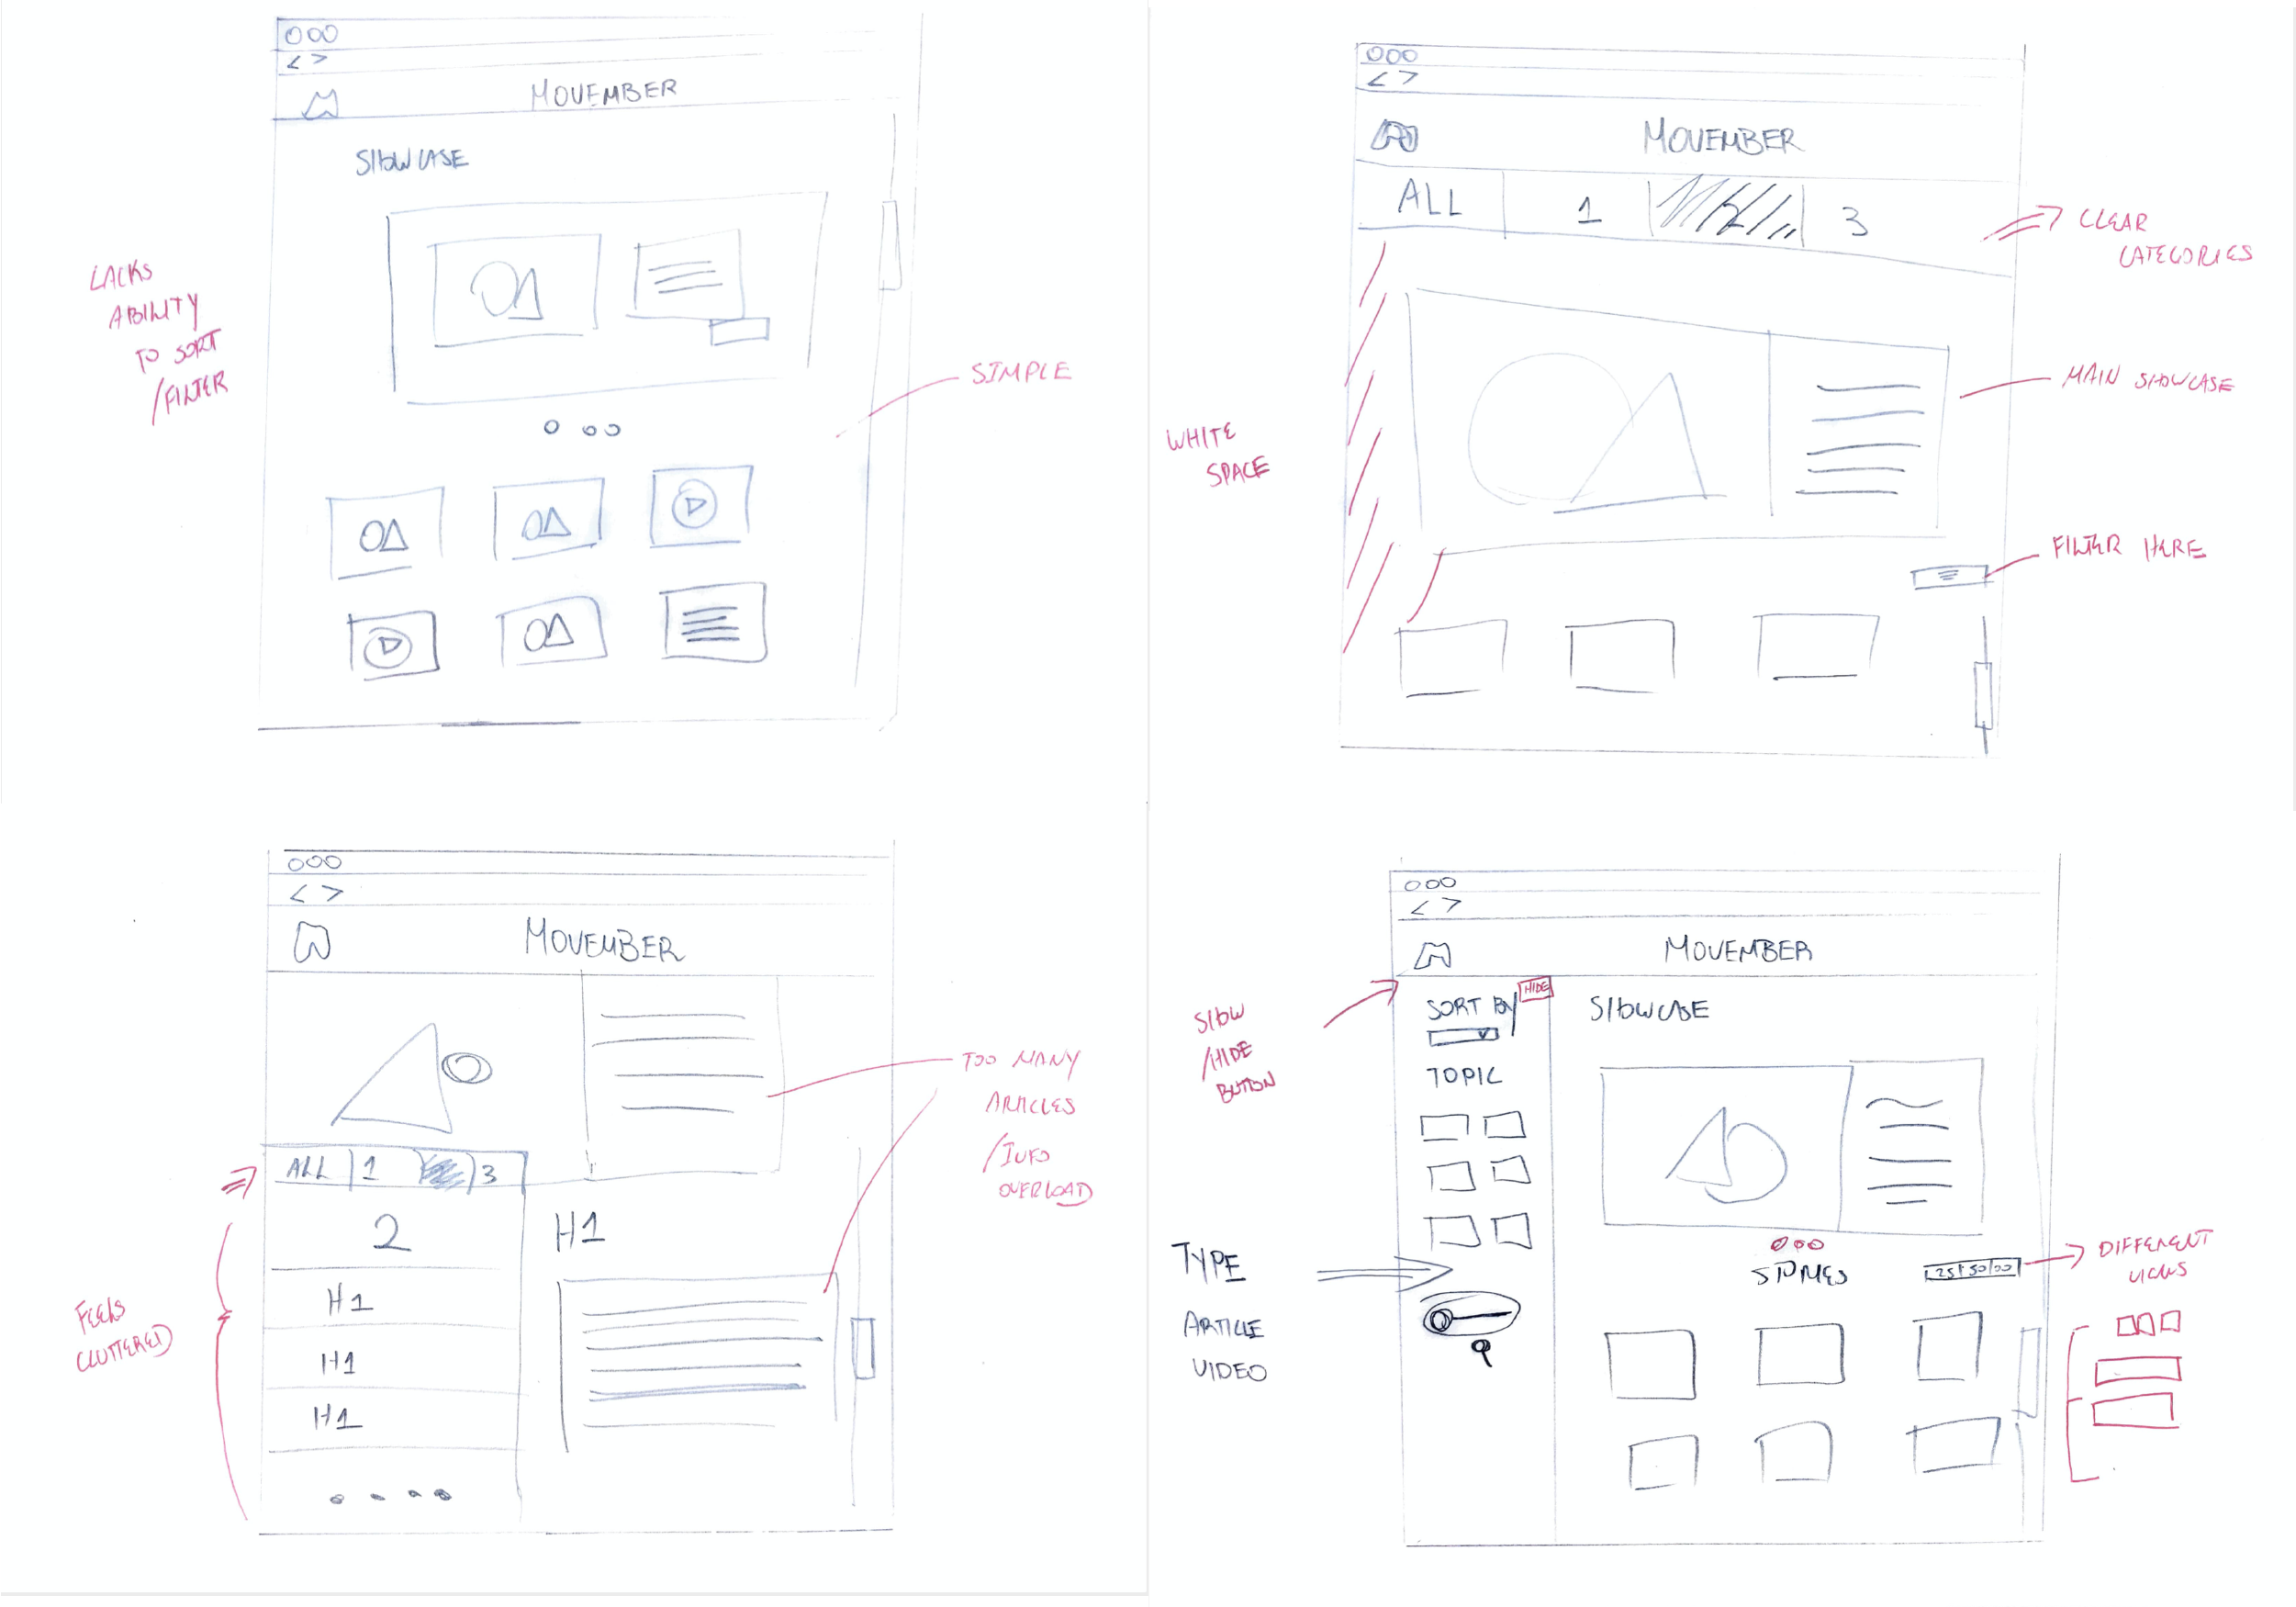 MOVEMBER
SHOWCASE
LACKS
ABILITY
TO SORT
/FILTER
SIMPLE
MOVEMBER
ALL 1 2 3
CLEAR
CATEGORIES
MAIN SHOWCASE
WHITE
SPACE
FILTER HERE
MOVEMBER
ALL 1 3
2
H1
H1
H1
H1
TOO MANY
ARTICLES
/INFO
OVERLOAD
FEELS
CLUTTERED
MOVEMBER
SORT BY
HIDE
SHOWCASE
TOPIC
SHOW
/HIDE
BUTTON
TYPE
ARTICLE
VIDEO
STORIES
25/50/00
DIFFERENT
VIEWS